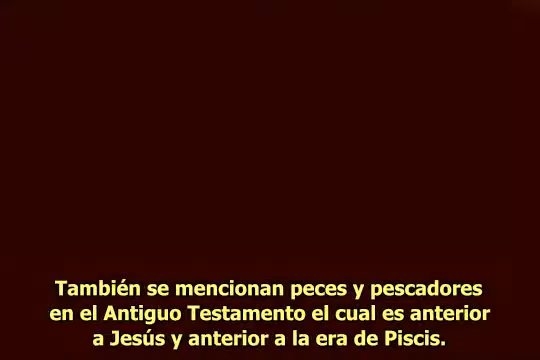 También se mencionan peces y pescadores
en el Antiguo Testamento el cual es anterior
a Jesús y anterior a la era de Piscis.